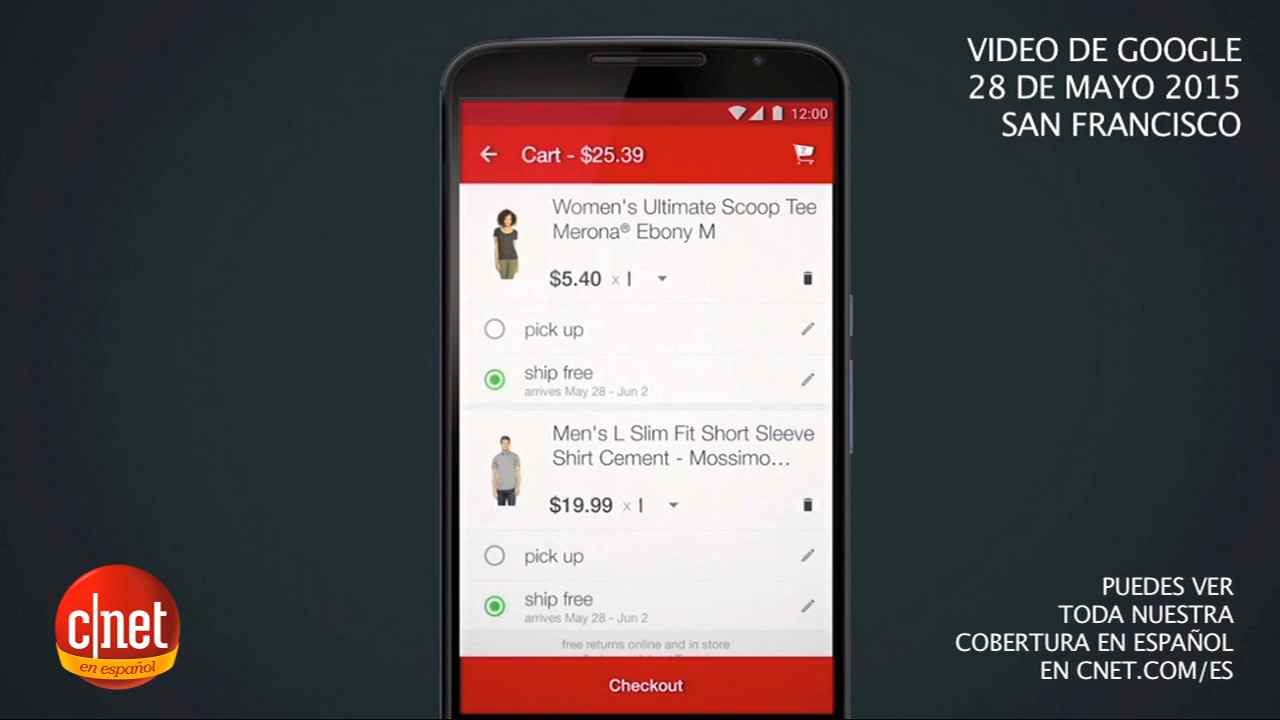 VIDEO DE GOOGLE
28 DE MAYO 2015
SAN FRANCISCO
12:00
Cart - $25.39
2
Women's Ultimate Scoop Tee
Merona® Ebony M
$5.40 x 1
pick up
ship free
arrives May 28 - Jun 2
Men's L Slim Fit Short Sleeve
Shirt Cement - Mossimo...
$19.99 x 1
pick up
ship free
arrives May 28 - Jun 2
free returns online and in store
Checkout
c|net
en español
PUEDES VER
TODA NUESTRA
COBERTURA EN ESPAÑOL
EN CNET.COM/ES